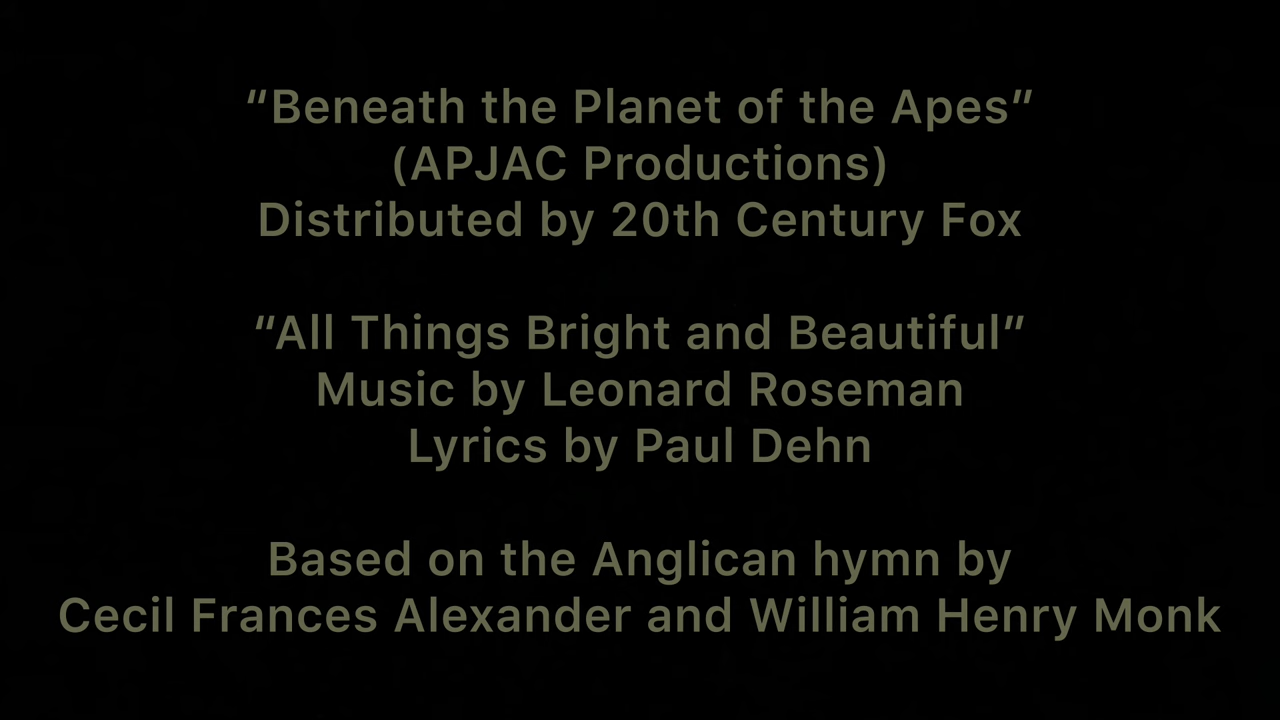 “Beneath the Planet of the Apes”
(APJAC Productions)
Distributed by 20th Century Fox
“All Things Bright and Beautiful”
Music by Leonard Roseman
Lyrics by Paul Dehn
Based on the Anglican hymn by
Cecil Frances Alexander and William Henry Monk